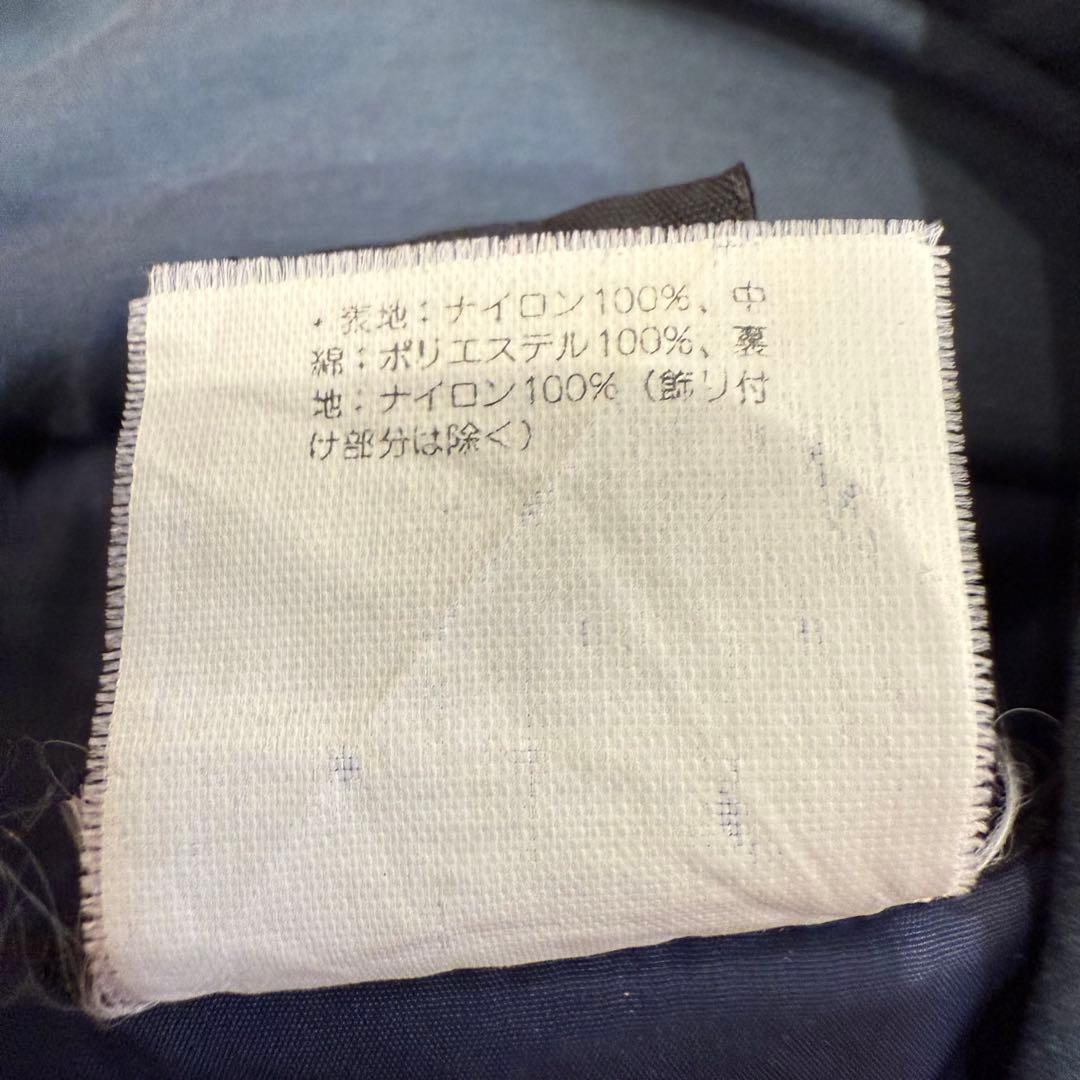 ・表地：ナイロン100%、中
綿：ポリエステル100%、裏
地：ナイロン100%（飾り付
け部分は除く）